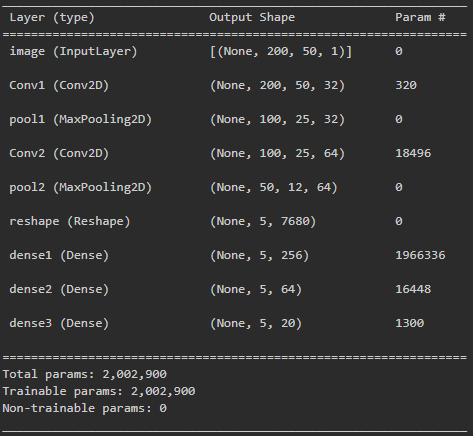 Layer (type) Output Shape Param #
=================================================================
image (InputLayer) [(None, 200, 50, 1)] 0
Conv1 (Conv2D) (None, 200, 50, 32) 320
pool1 (MaxPooling2D) (None, 100, 25, 32) 0
Conv2 (Conv2D) (None, 100, 25, 64) 18496
pool2 (MaxPooling2D) (None, 50, 12, 64) 0
reshape (Reshape) (None, 5, 7680) 0
dense1 (Dense) (None, 5, 256) 1966336
dense2 (Dense) (None, 5, 64) 16448
dense3 (Dense) (None, 5, 20) 1300
=================================================================
Total params: 2,002,900
Trainable params: 2,002,900
Non-trainable params: 0